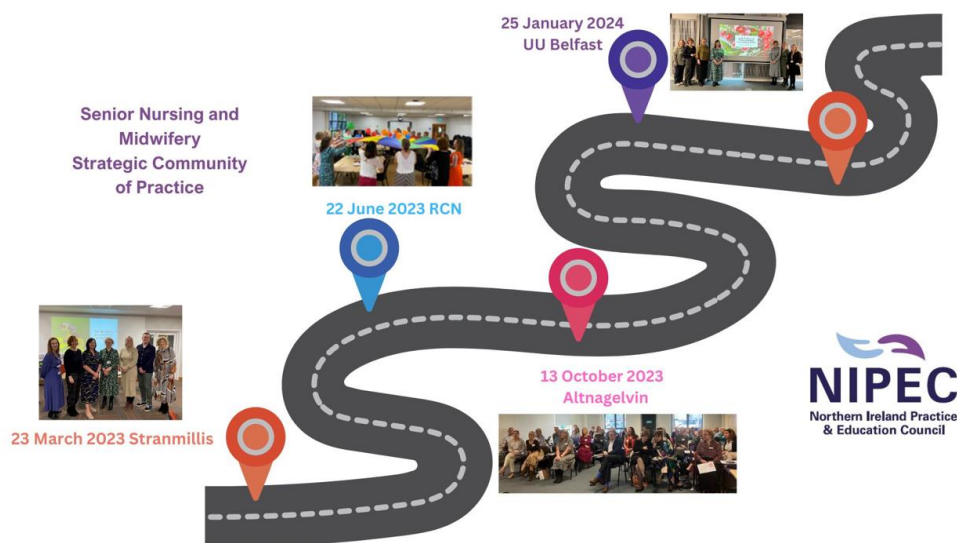 25 January 2024
UU Belfast
Senior Nursing and
Midwifery
Strategic Community
of Practice
22 June 2023 RCN
13 October 2023
Altnagelvin
23 March 2023 Stranmillis
NIPEC
Northern Ireland Practice
& Education Council